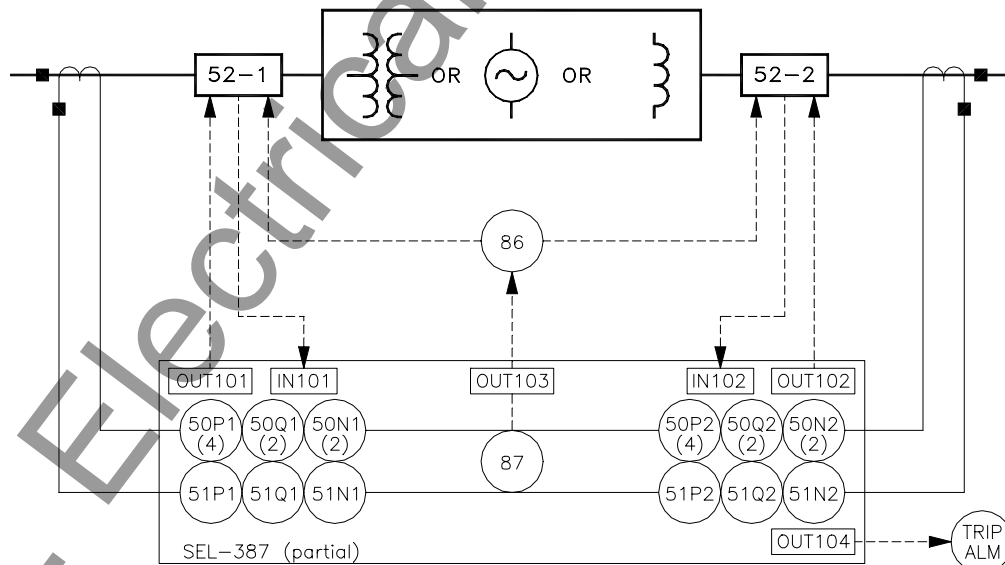 52-1
OR
OR
52-2
86
OUT101
IN101
OUT103
IN102
OUT102
50P1
(4)
50Q1
(2)
50N1
(2)
50P2
(4)
50Q2
(2)
50N2
(2)
87
51P1
51Q1
51N1
51P2
51Q2
51N2
SEL-387 (partial)
OUT104
TRIP
ALM
Electrical